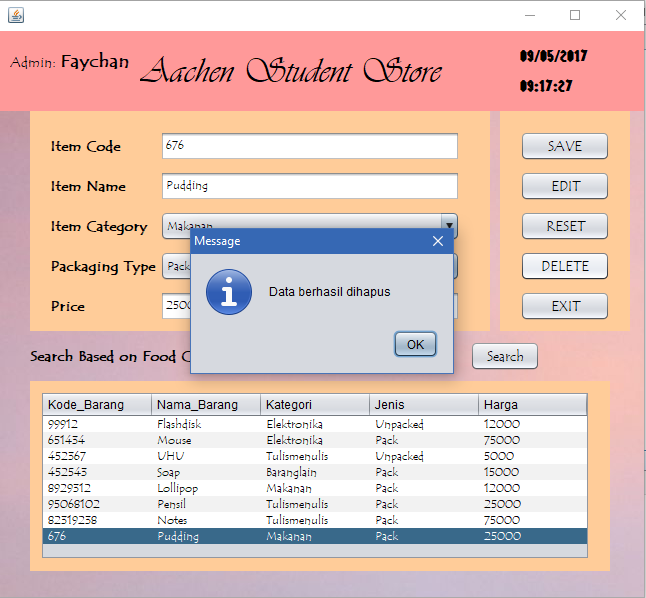 Admin: Faychan
Aachen Student Store
09/05/2017
09:17:27
Item Code 676 SAVE
Item Name Pudding EDIT
Item Category Makanan RESET
Message
Packaging Type Pack DELETE
Data berhasil dihapus
Price 2500 EXIT
OK
Search Based on Food C Search
Kode_Barang Nama_Barang Kategori Jenis Harga
99912 Flashdisk Elektronika Unpacked 12000
651454 Mouse Elektronika Pack 75000
452367 UHU Tulismenulis Unpacked 5000
452545 Soap Baranglain Pack 15000
8929312 Lollipop Makanan Pack 12000
95068102 Pensil Tulismenulis Pack 25000
82319238 Notes Tulismenulis Pack 75000
676 Pudding Makanan Pack 25000